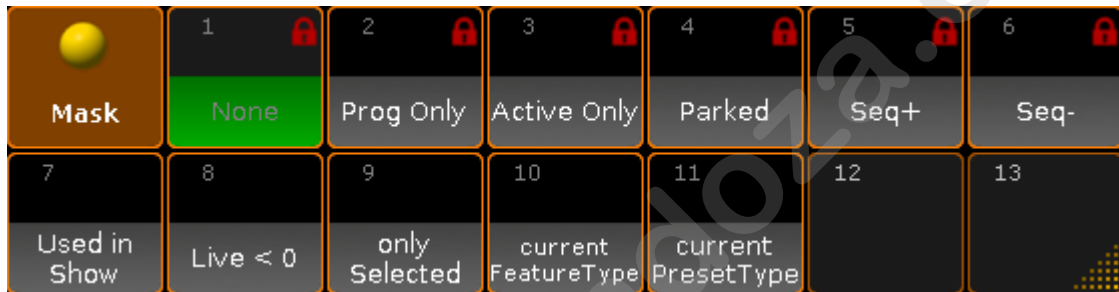 1
2
3
4
5
6
Mask
None
Prog Only
Active Only
Parked
Seq+
Seq-
7
8
9
10
11
12
13
Used in
Show
Live < 0
only
Selected
current
FeatureType
current
PresetType